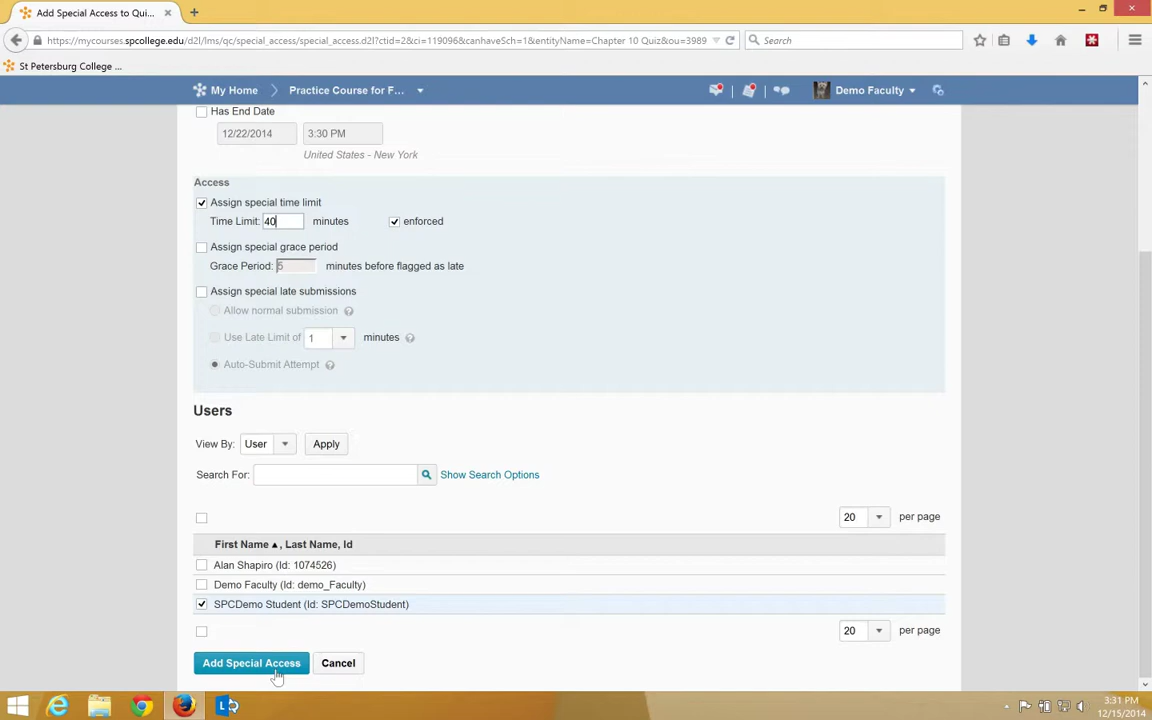 Add Special Access to Qui...
https://mycourses.spcollege.edu/d2l/lms/qc/special_access/special_access.d2l?ctid=2&ci=119096&canhaveSch=1&entityName=Chapter 10 Quiz&ou=3989
Search
St Petersburg College ...
My Home
Practice Course for F...
Demo Faculty
Has End Date
12/22/2014
3:30 PM
United States - New York
Access
Assign special time limit
Time Limit: 40 minutes
enforced
Assign special grace period
Grace Period: 5 minutes before flagged as late
Assign special late submissions
Allow normal submission
Use Late Limit of 1 minutes
Auto-Submit Attempt
Users
View By: User Apply
Search For: Show Search Options
20 per page
First Name ▲, Last Name, Id
Alan Shapiro (Id: 1074526)
Demo Faculty (Id: demo_Faculty)
SPCDemo Student (Id: SPCDemoStudent)
20 per page
Add Special Access Cancel
3:31 PM
12/15/2014